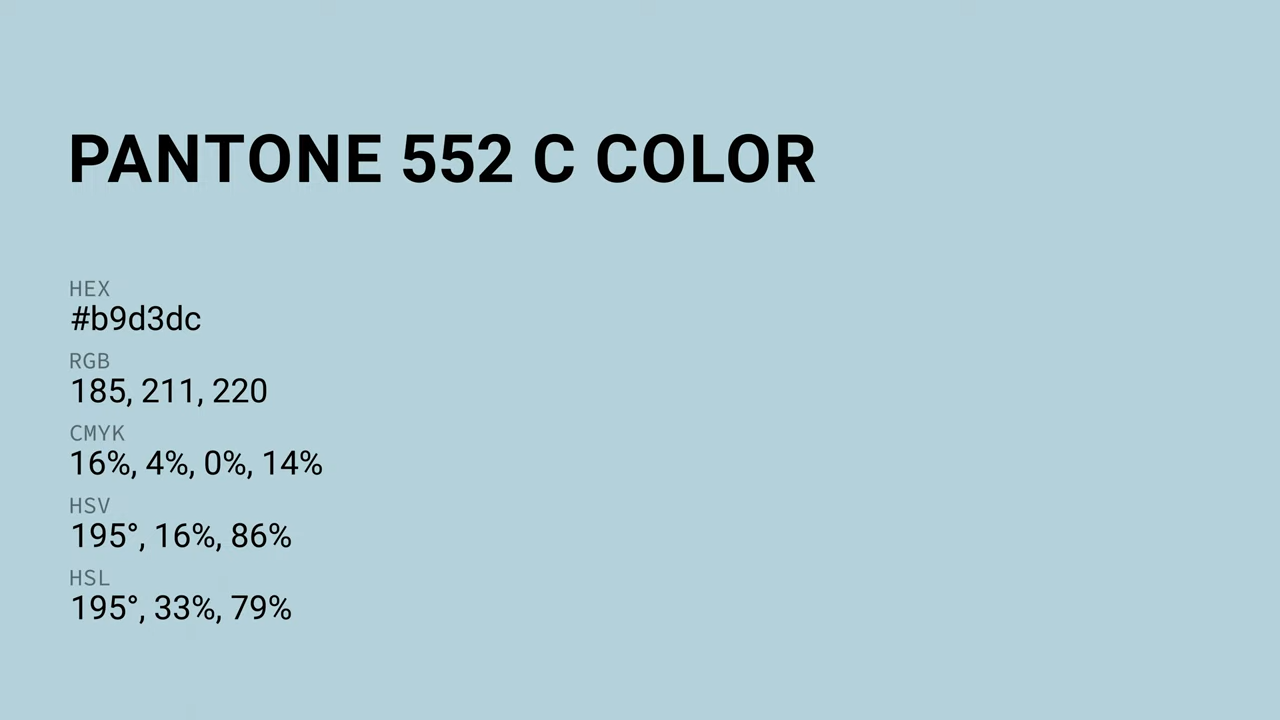 PANTONE 552 C COLOR
HEX
#b9d3dc
RGB
185, 211, 220
CMYK
16%, 4%, 0%, 14%
HSV
195°, 16%, 86%
HSL
195°, 33%, 79%